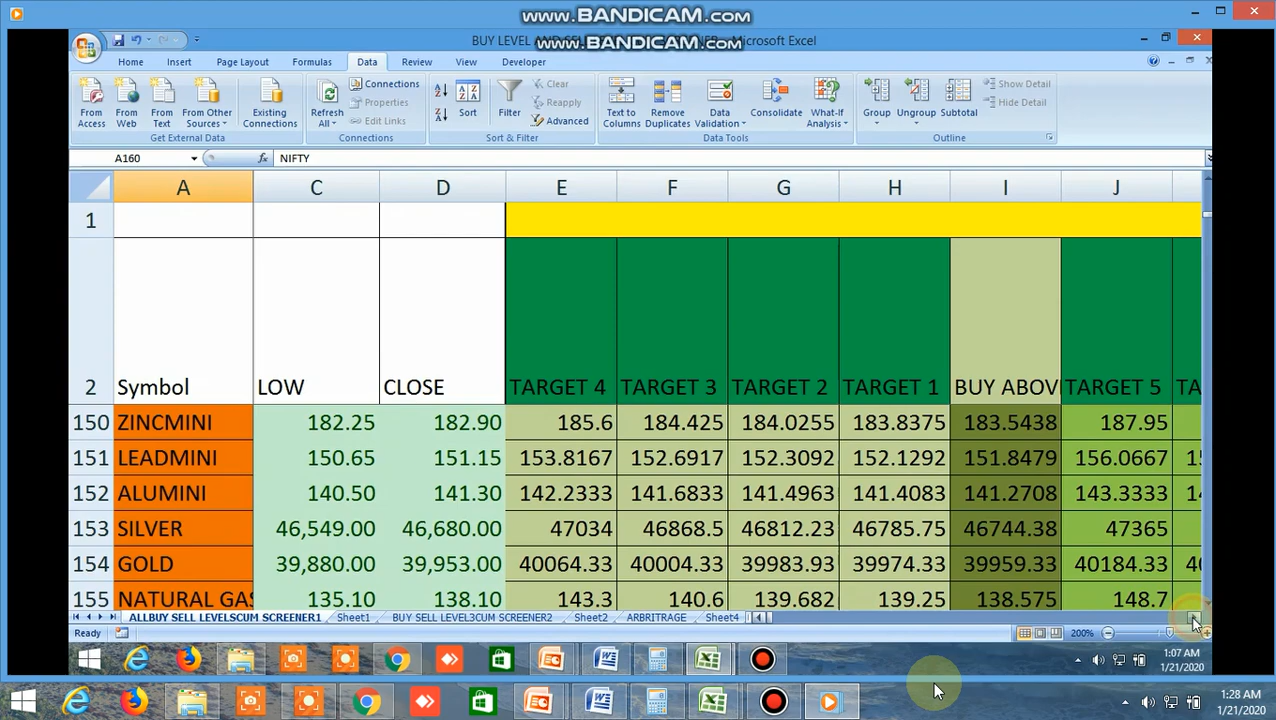 www.BANDICAM.com
www.BANDICAM.com
BUY LEVEL AND SELL
- Microsoft Excel
Home Insert Page Layout Formulas Data Review View Developer
From Access
From Web
From Text
From Other Sources
Existing Connections
Get External Data
Refresh All
Connections
Properties
Edit Links
Connections
Sort
Filter
Clear
Reapply
Advanced
Sort & Filter
Text to Columns
Remove Duplicates
Data Validation
Consolidate
What-If Analysis
Data Tools
Group
Ungroup
Subtotal
Show Detail
Hide Detail
Outline
A160 fx NIFTY
A C D E F G H I J
1
2 Symbol LOW CLOSE TARGET 4 TARGET 3 TARGET 2 TARGET 1 BUY ABOV TARGET 5 TA
150 ZINCMINI 182.25 182.90 185.6 184.425 184.0255 183.8375 183.5438 187.95
151 LEADMINI 150.65 151.15 153.8167 152.6917 152.3092 152.1292 151.8479 156.0667 15
152 ALUMINI 140.50 141.30 142.2333 141.6833 141.4963 141.4083 141.2708 143.3333 14
153 SILVER 46,549.00 46,680.00 47034 46868.5 46812.23 46785.75 46744.38 47365
154 GOLD 39,880.00 39,953.00 40064.33 40004.33 39983.93 39974.33 39959.33 40184.33 40
155 NATURAL GAS 135.10 138.10 143.3 140.6 139.682 139.25 138.575 148.7
ALLBUY SELL LEVELSCUM SCREENER1 Sheet1 BUY SELL LEVEL3CUM SCREENER2 Sheet2 ARBRITRAGE Sheet4
Ready 200%
1:07 AM
1/21/2020
1:28 AM
1/21/2020